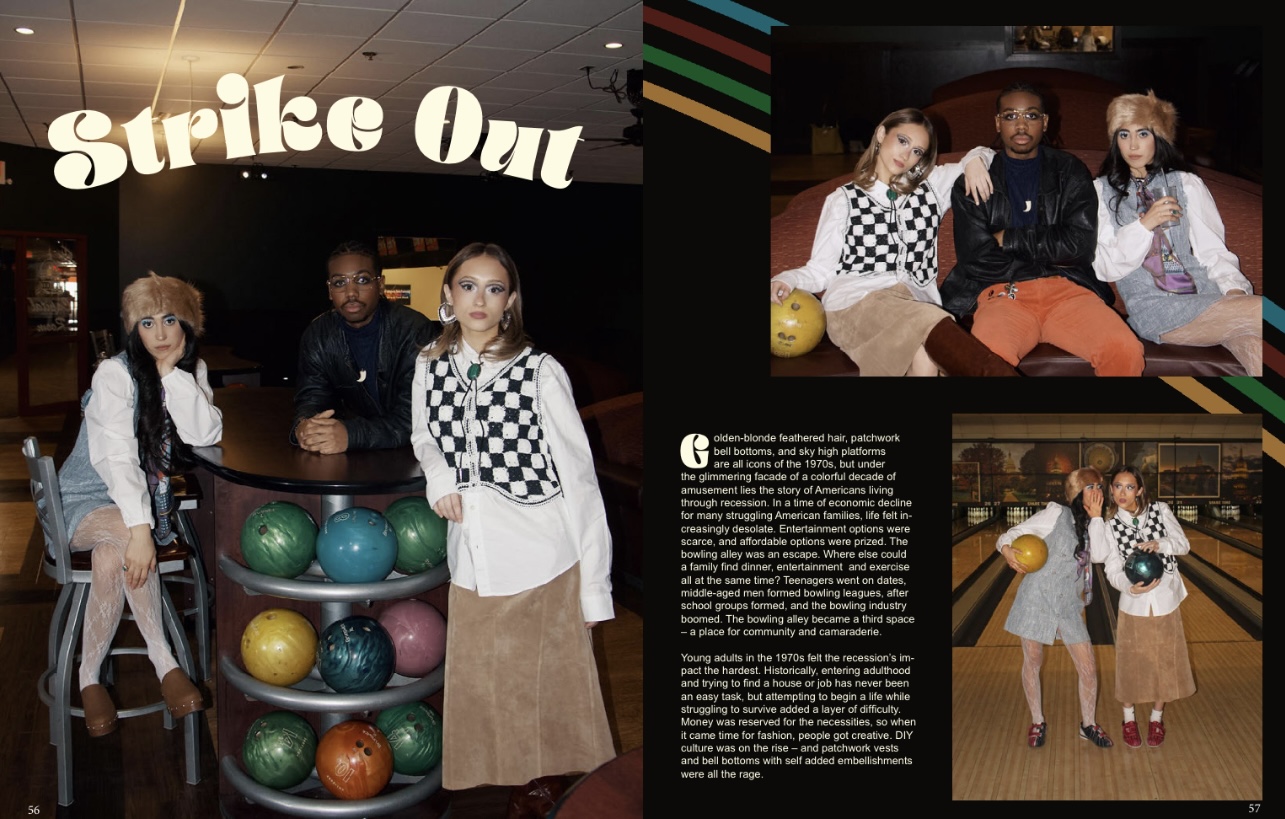 Strike Out
Golden-blonde feathered hair, patchwork
bell bottoms, and sky high platforms
are all icons of the 1970s, but under
the glimmering facade of a colorful decade of
amusement lies the story of Americans living
through recession. In a time of economic decline
for many struggling American families, life felt in-
creasingly desolate. Entertainment options were
scarce, and affordable options were prized. The
bowling alley was an escape. Where else could
a family find dinner, entertainment  and exercise
all at the same time? Teenagers went on dates,
middle-aged men formed bowling leagues, after
school groups formed, and the bowling industry
boomed. The bowling alley became a third space
– a place for community and camaraderie.
Young adults in the 1970s felt the recession’s im-
pact the hardest. Historically, entering adulthood
and trying to find a house or job has never been
an easy task, but attempting to begin a life while
struggling to survive added a layer of difficulty.
Money was reserved for the necessities, so when
it came time for fashion, people got creative. DIY
culture was on the rise – and patchwork vests
and bell bottoms with self added embellishments
were all the rage.
56
57